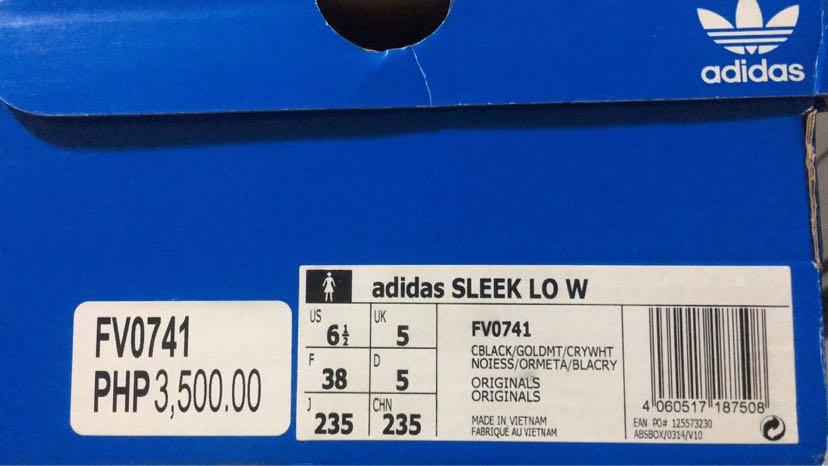 adidas
adidas SLEEK LO W
US 6½ UK 5
F 38 D 5
J 235 CHN 235
FV0741
CBLACK/GOLDMT/CRYWHT
NOIESS/ORMETA/BLACRY
ORIGINALS
ORIGINALS
MADE IN VIETNAM
FABRIQUÉ AU VIETNAM
4 060517 187508
EAN PO# 125573230
ABSBOX/0314/V10
FV0741
PHP 3,500.00